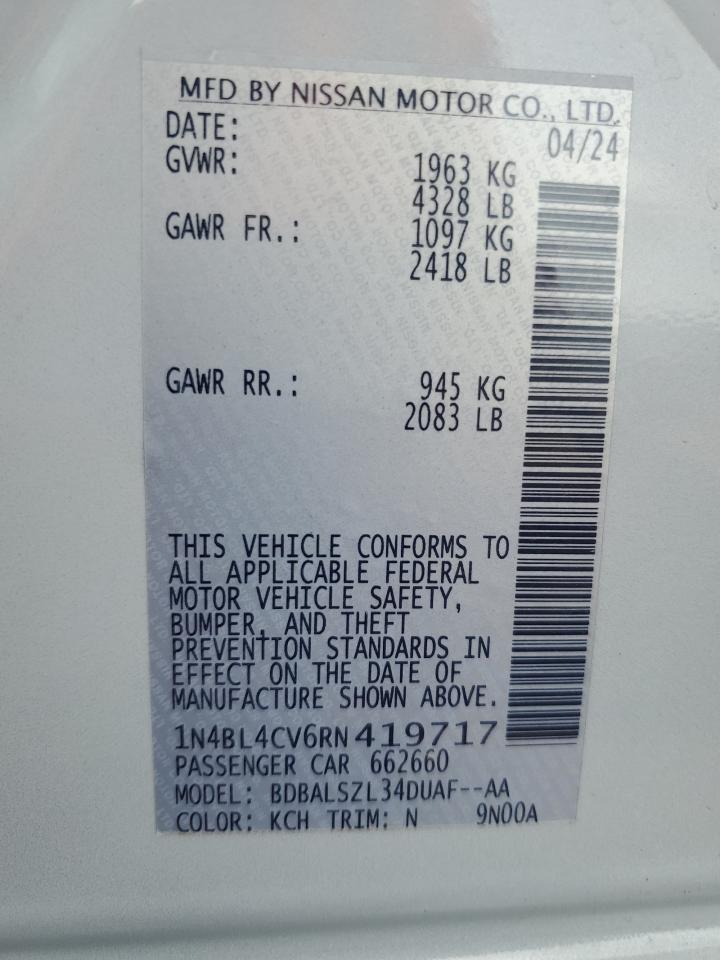 MFD BY NISSAN MOTOR CO., LTD.
DATE: 04/24
GVWR: 1963 KG
4328 LB
GAWR FR.: 1097 KG
2418 LB
GAWR RR.: 945 KG
2083 LB
THIS VEHICLE CONFORMS TO
ALL APPLICABLE FEDERAL
MOTOR VEHICLE SAFETY,
BUMPER, AND THEFT
PREVENTION STANDARDS IN
EFFECT ON THE DATE OF
MANUFACTURE SHOWN ABOVE.
1N4BL4CV6RN419717
PASSENGER CAR 662660
MODEL: BDBALSZL34DUAF--AA
COLOR: KCH TRIM: N 9N00A